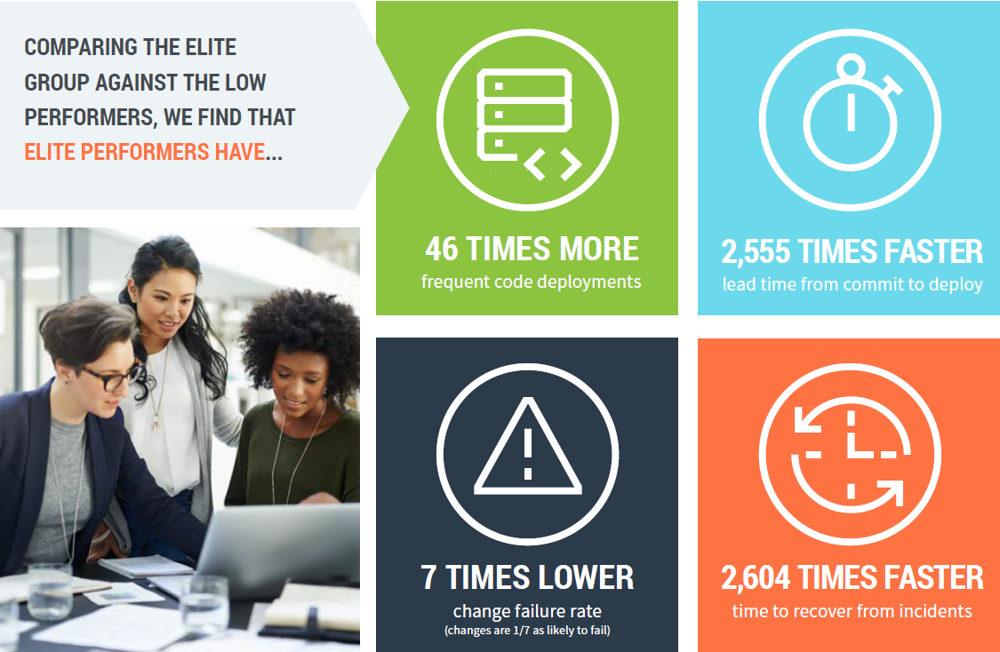 COMPARING THE ELITE
GROUP AGAINST THE LOW
PERFORMERS, WE FIND THAT
ELITE PERFORMERS HAVE...
46 TIMES MORE
frequent code deployments
2,555 TIMES FASTER
lead time from commit to deploy
7 TIMES LOWER
change failure rate
(changes are 1/7 as likely to fail)
2,604 TIMES FASTER
time to recover from incidents